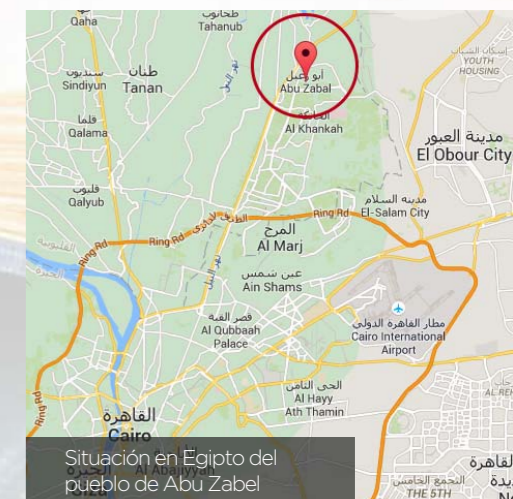 طحانوب
Qaha
Tahanub
أبو زعبل
Abu Zabal
YOUTH
HOUSING
سنديون
طنان
Sindiyun
Tanan
Al Khankah
قلما
Qalama
مدينة العبور
El Obour City
قليوب
Qalyub
مدينة السلام
El-Salam City
Ring Rd
Ring Rd
Ring Rd
المرج
Al Marj
عين شمس
Ain Shams
قصر القبة
Al Qubbaah
Palace
مطار القاهرة الدولي
Cairo International
Airport
الحي الثامن
Al Hayy
Ath Thamin
Ring Rd
القاهرة
Cairo
القاهرة
التجمع الخامس
THE 5TH
Situación en Egipto del
pueblo de Abu Zabel